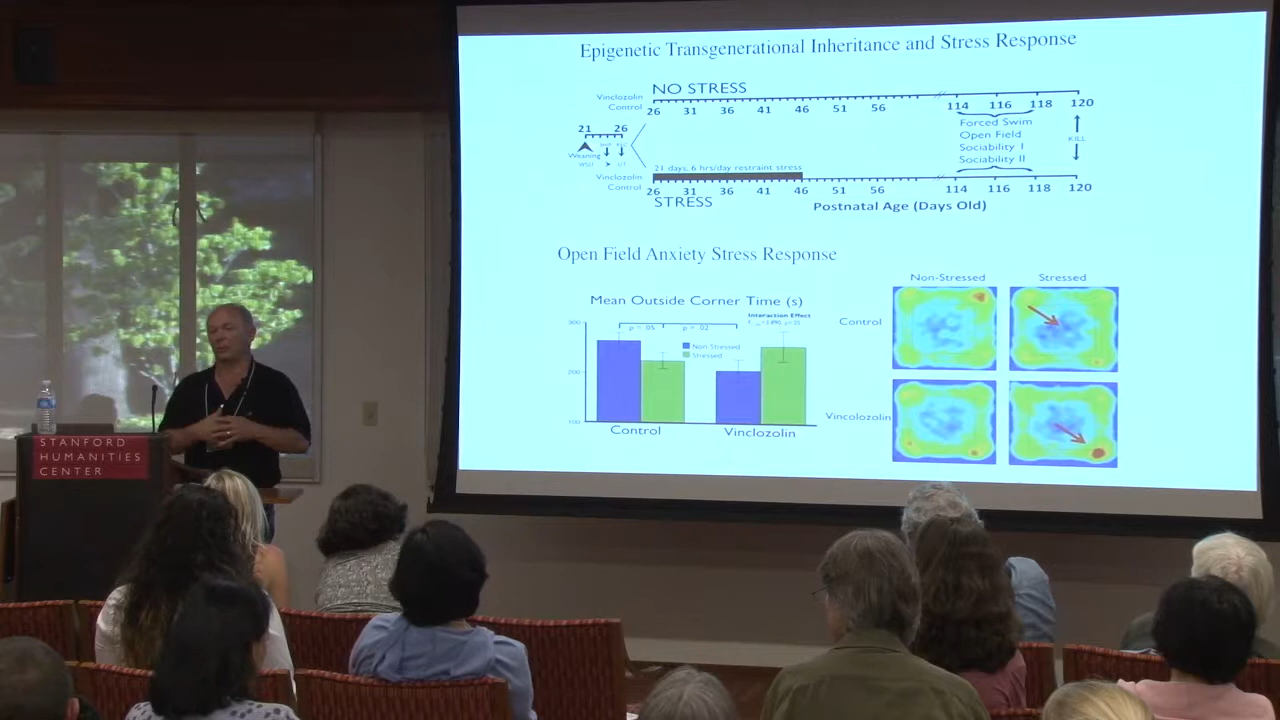 Epigenetic Transgenerational Inheritance and Stress Response
NO STRESS
Vinclozolin
Control
26 31 36 41 46 51 56 114 116 118 120
21 26
Weaning
WSU UT
Forced Swim
Open Field
Sociability I
Sociability II
KILL
21 days, 6 hrs/day restraint stress
Vinclozolin
Control
26 31 36 41 46 51 56 114 116 118 120
STRESS
Postnatal Age (Days Old)
Open Field Anxiety Stress Response
Mean Outside Corner Time (s)
Interaction Effect
p = .05 p = .02
Non-Stressed
Stressed
300
200
100
Control Vinclozolin
Non-Stressed Stressed
Control
Vincolozolin
STANFORD
HUMANITIES
CENTER